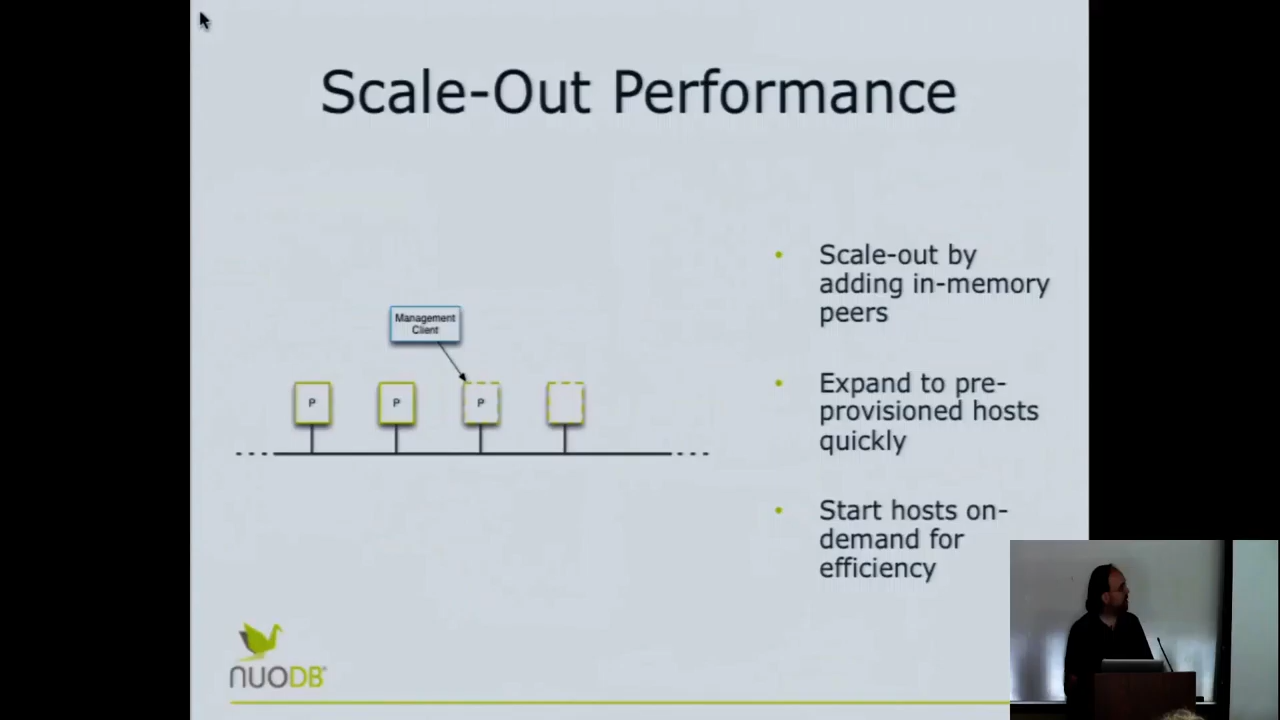 Scale-Out Performance
Management
Client
P
P
P
• Scale-out by
adding in-memory
peers
• Expand to pre-
provisioned hosts
quickly
• Start hosts on-
demand for
efficiency
NUODB®